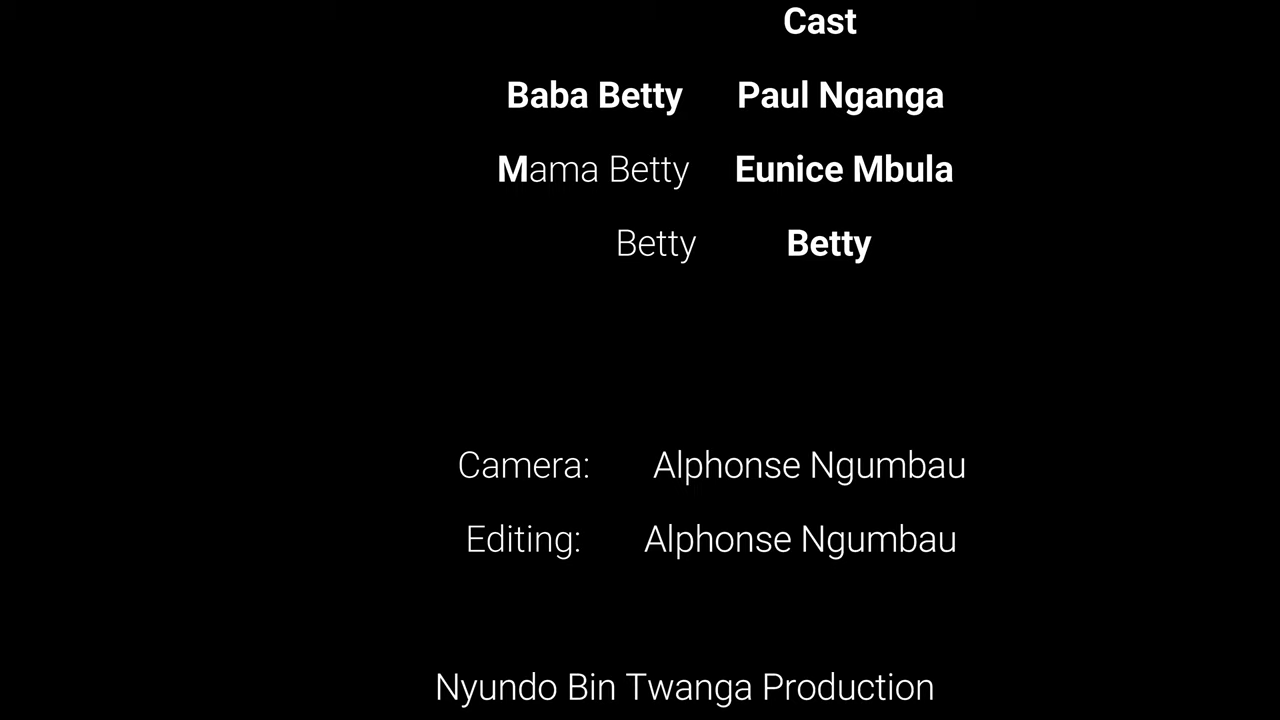 Cast
Baba Betty Paul Nganga
Mama Betty Eunice Mbula
Betty Betty
Camera: Alphonse Ngumbau
Editing: Alphonse Ngumbau
Nyundo Bin Twanga Production